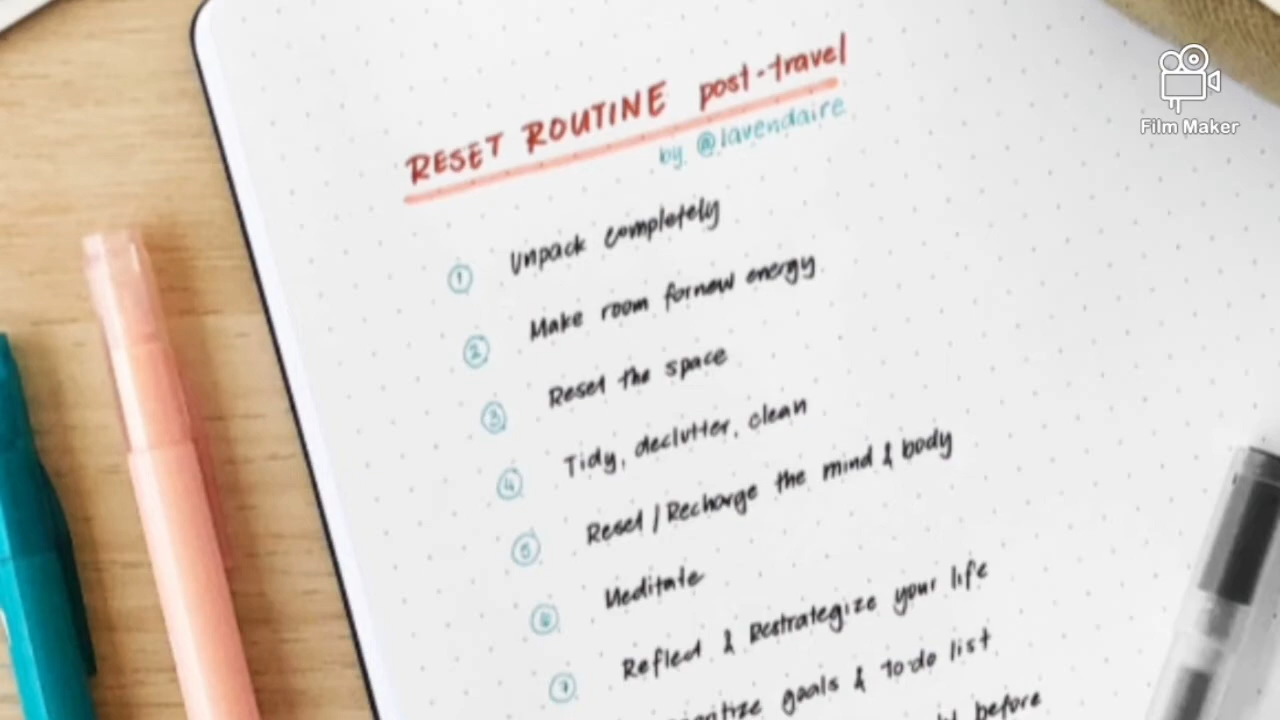 RESET ROUTINE post-travel
by @lavendaire
Film Maker
1 Unpack completely
2 Make room for new energy
3 Reset the space
4 Tidy, declutter, clean
5 Reset / Recharge the mind & body
6 Meditate
7 Reflect & Restrategize your life
goals & to do list
before